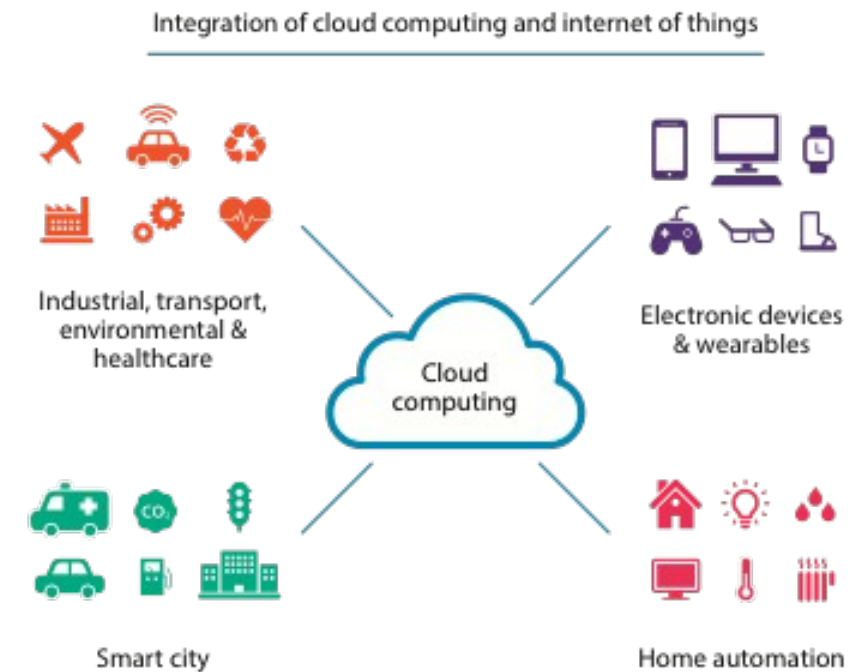 Integration of cloud computing and internet of things
Industrial, transport,
environmental &
healthcare
Electronic devices
& wearables
Cloud
computing
CO₂
Smart city
Home automation